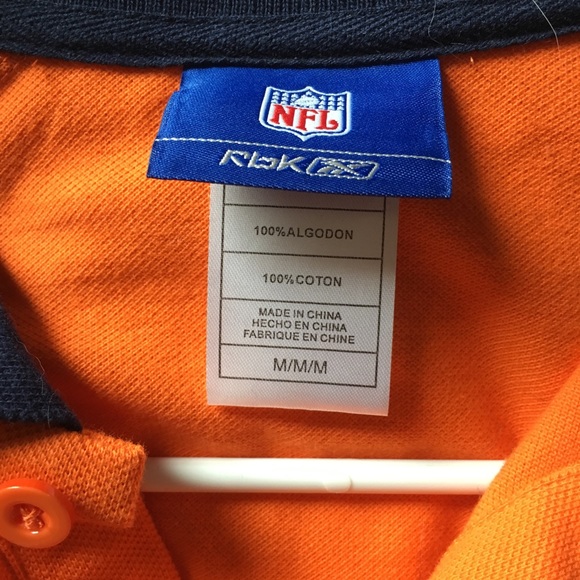 NFL
Rbk
100%ALGODON
100%COTON
MADE IN CHINA
HECHO EN CHINA
FABRIQUE EN CHINE
M/M/M